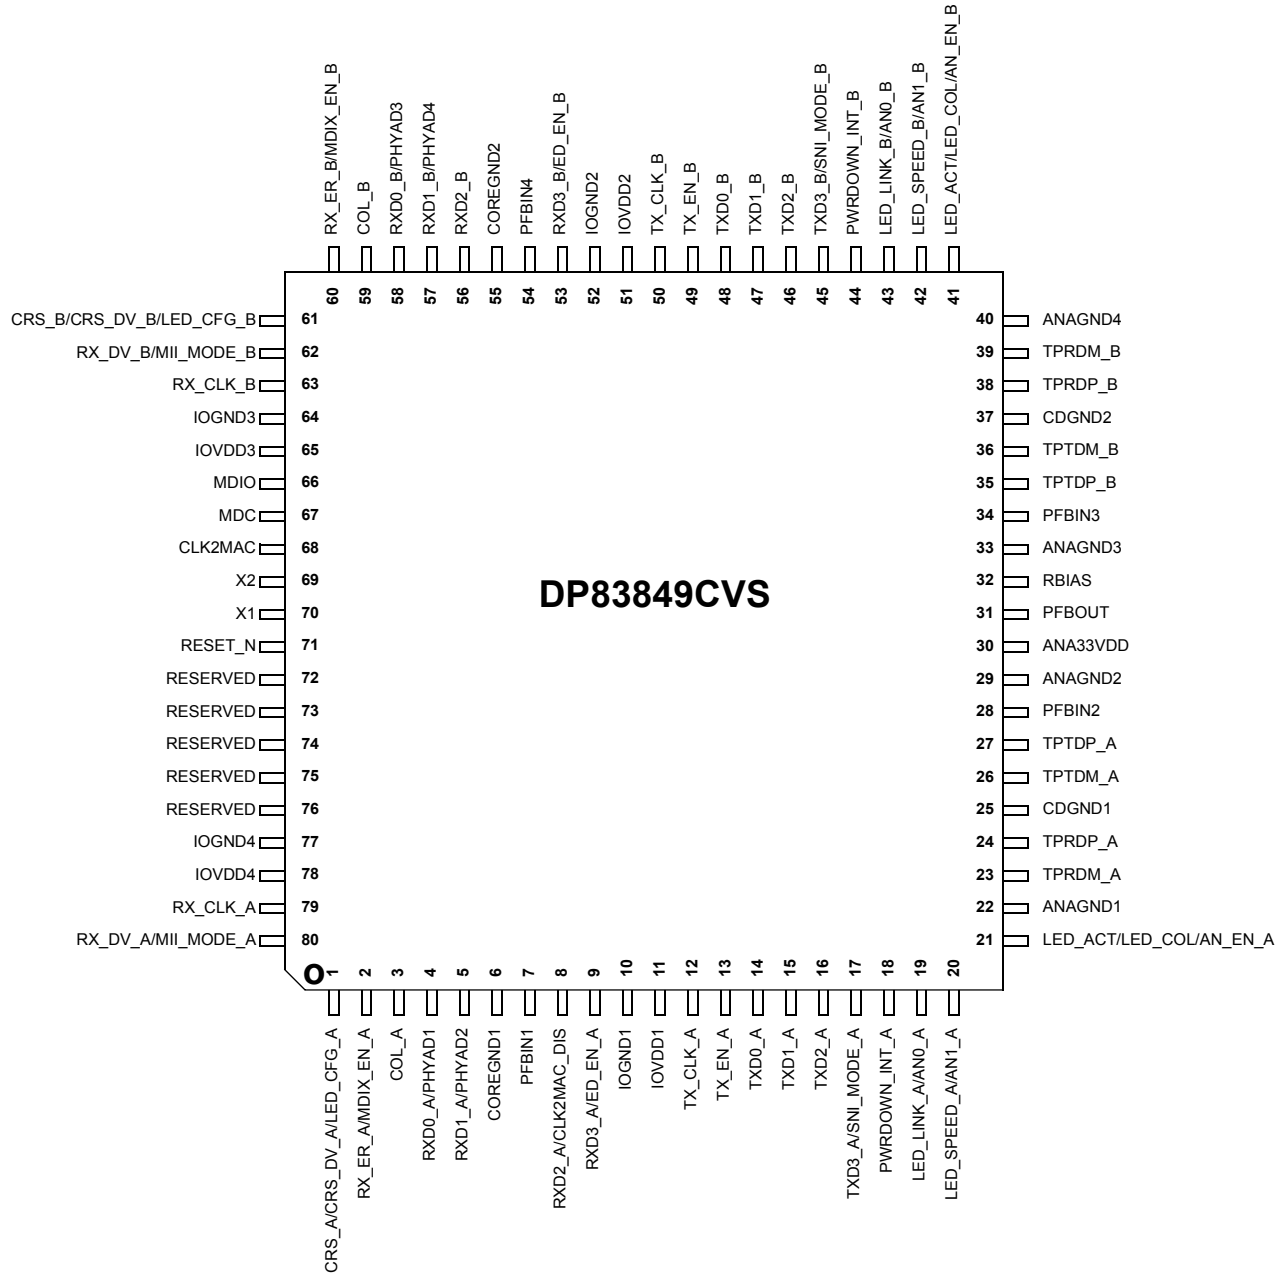 RX_ER_B/MDIX_EN_B
COL_B
RXD0_B/PHYAD3
RXD1_B/PHYAD4
RXD2_B
COREGND2
PFBIN4
RXD3_B/ED_EN_B
IOGND2
IOVDD2
TX_CLK_B
TX_EN_B
TXD0_B
TXD1_B
TXD2_B
TXD3_B/SNI_MODE_B
PWRDOWN_INT_B
LED_LINK_B/AN0_B
LED_SPEED_B/AN1_B
LED_ACT/LED_COL/AN_EN_B
60
59
58
57
56
55
54
53
52
51
50
49
48
47
46
45
44
43
42
41
CRS_B/CRS_DV_B/LED_CFG_B 61
RX_DV_B/MII_MODE_B 62
RX_CLK_B 63
IOGND3 64
IOVDD3 65
MDIO 66
MDC 67
CLK2MAC 68
X2 69
X1 70
RESET_N 71
RESERVED 72
RESERVED 73
RESERVED 74
RESERVED 75
RESERVED 76
IOGND4 77
IOVDD4 78
RX_CLK_A 79
RX_DV_A/MII_MODE_A 80
DP83849CVS
40 ANAGND4
39 TPRDM_B
38 TPRDP_B
37 CDGND2
36 TPTDM_B
35 TPTDP_B
34 PFBIN3
33 ANAGND3
32 RBIAS
31 PFBOUT
30 ANA33VDD
29 ANAGND2
28 PFBIN2
27 TPTDP_A
26 TPTDM_A
25 CDGND1
24 TPRDP_A
23 TPRDM_A
22 ANAGND1
21 LED_ACT/LED_COL/AN_EN_A
1
2
3
4
5
6
7
8
9
10
11
12
13
14
15
16
17
18
19
20
CRS_A/CRS_DV_A/LED_CFG_A
RX_ER_A/MDIX_EN_A
COL_A
RXD0_A/PHYAD1
RXD1_A/PHYAD2
COREGND1
PFBIN1
RXD2_A/CLK2MAC_DIS
RXD3_A/ED_EN_A
IOGND1
IOVDD1
TX_CLK_A
TX_EN_A
TXD0_A
TXD1_A
TXD2_A
TXD3_A/SNI_MODE_A
PWRDOWN_INT_A
LED_LINK_A/AN0_A
LED_SPEED_A/AN1_A